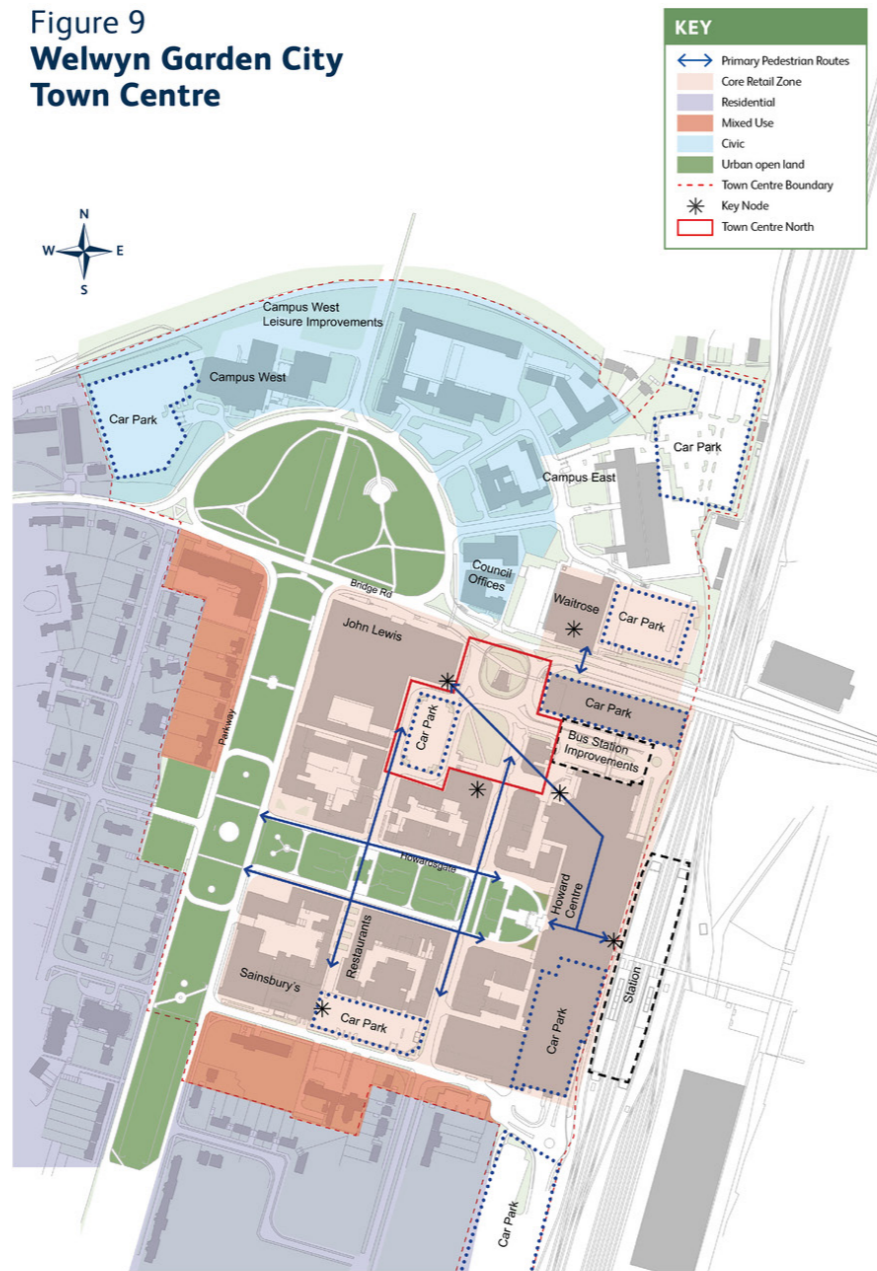 Figure 9
Welwyn Garden City
Town Centre
KEY
Primary Pedestrian Routes
Core Retail Zone
Residential
Mixed Use
Civic
Urban open land
Town Centre Boundary
Key Node
Town Centre North
N
W
E
S
Campus West
Leisure Improvements
Campus West
Car Park
Car Park
Campus East
Council
Offices
Bridge Rd
Waitrose
Car Park
John Lewis
Car Park
Car Park
Bus Station
Improvements
Parkway
Howardsgate
Howard
Centre
Restaurants
Sainsbury's
Car Park
Car Park
Station
Car Park